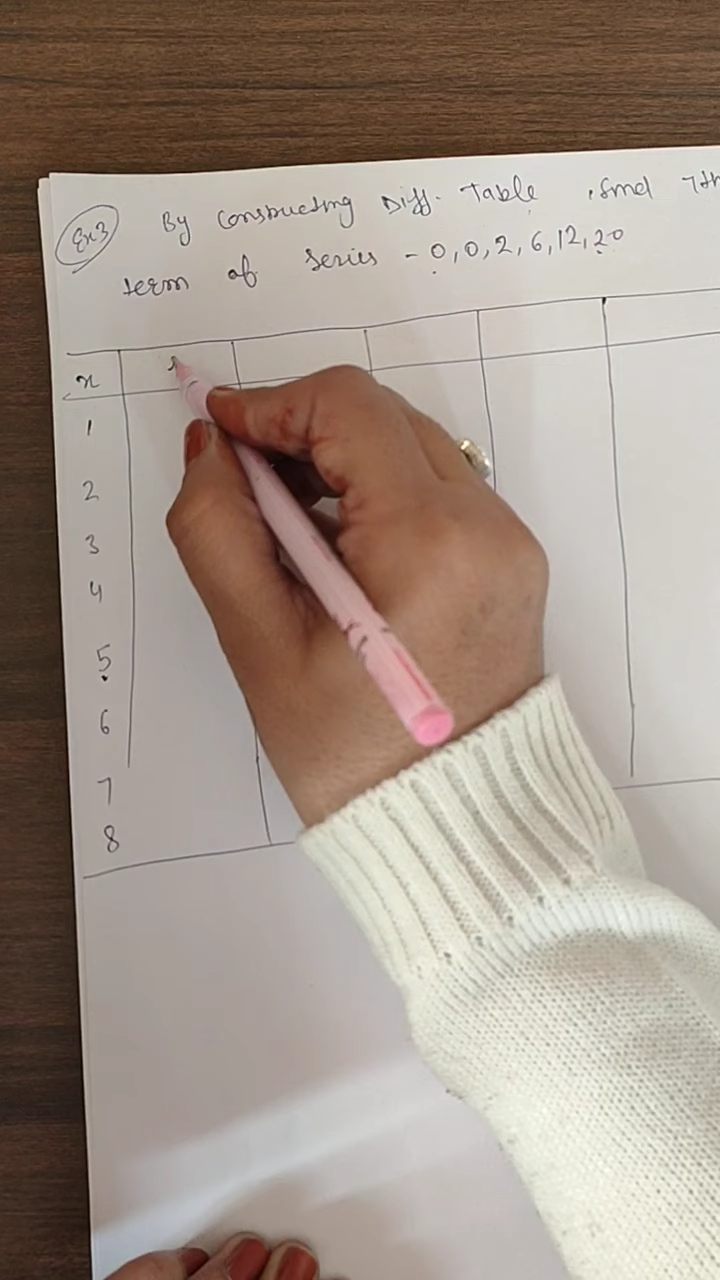 Ex3 By Constructing Diff. Table , find 7th
term of series - 0, 0, 2, 6, 12, 20
x
1
2
3
4
5
6
7
8